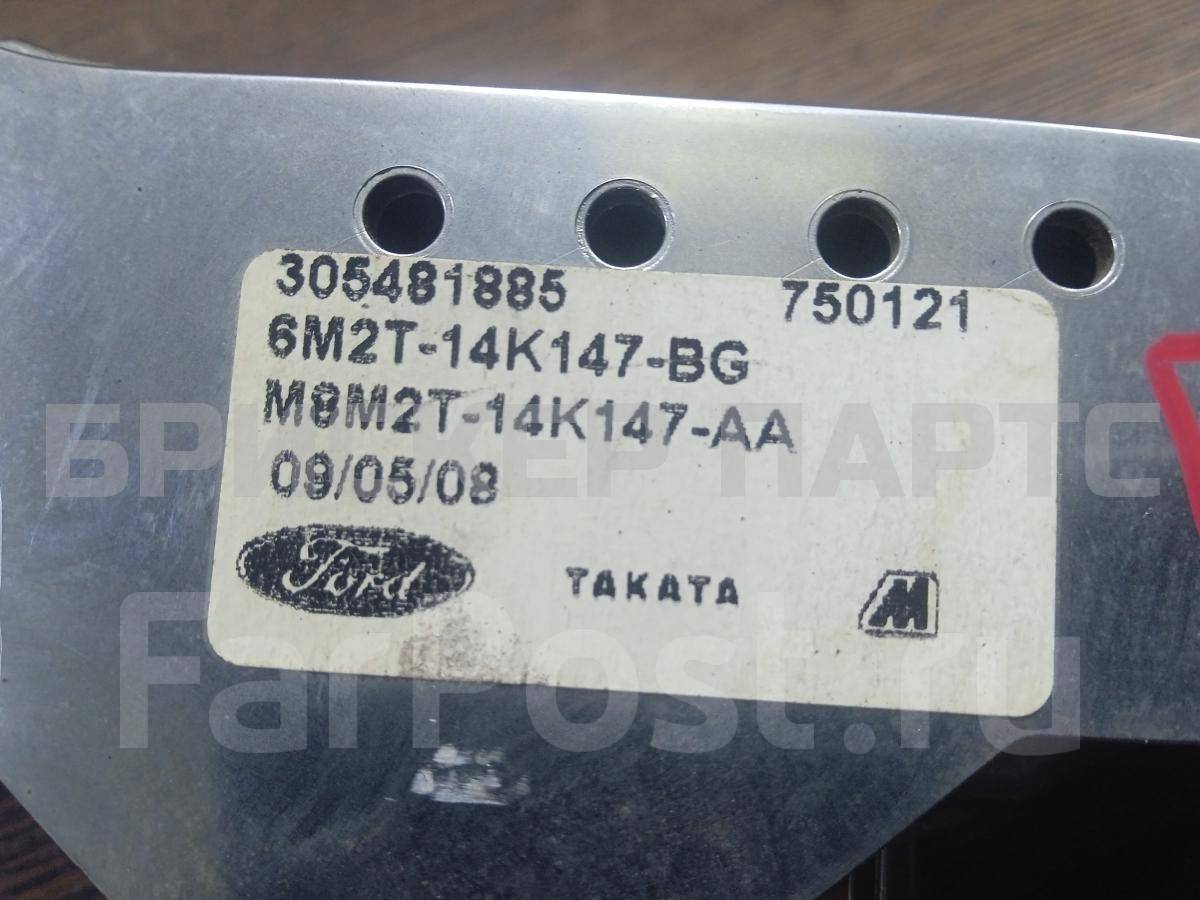 305481885 750121
6M2T-14K147-BG
M8M2T-14K147-AA
БРИКЕР ПАРТС
09/05/08
Ford TAKATA M
FarPost.ru